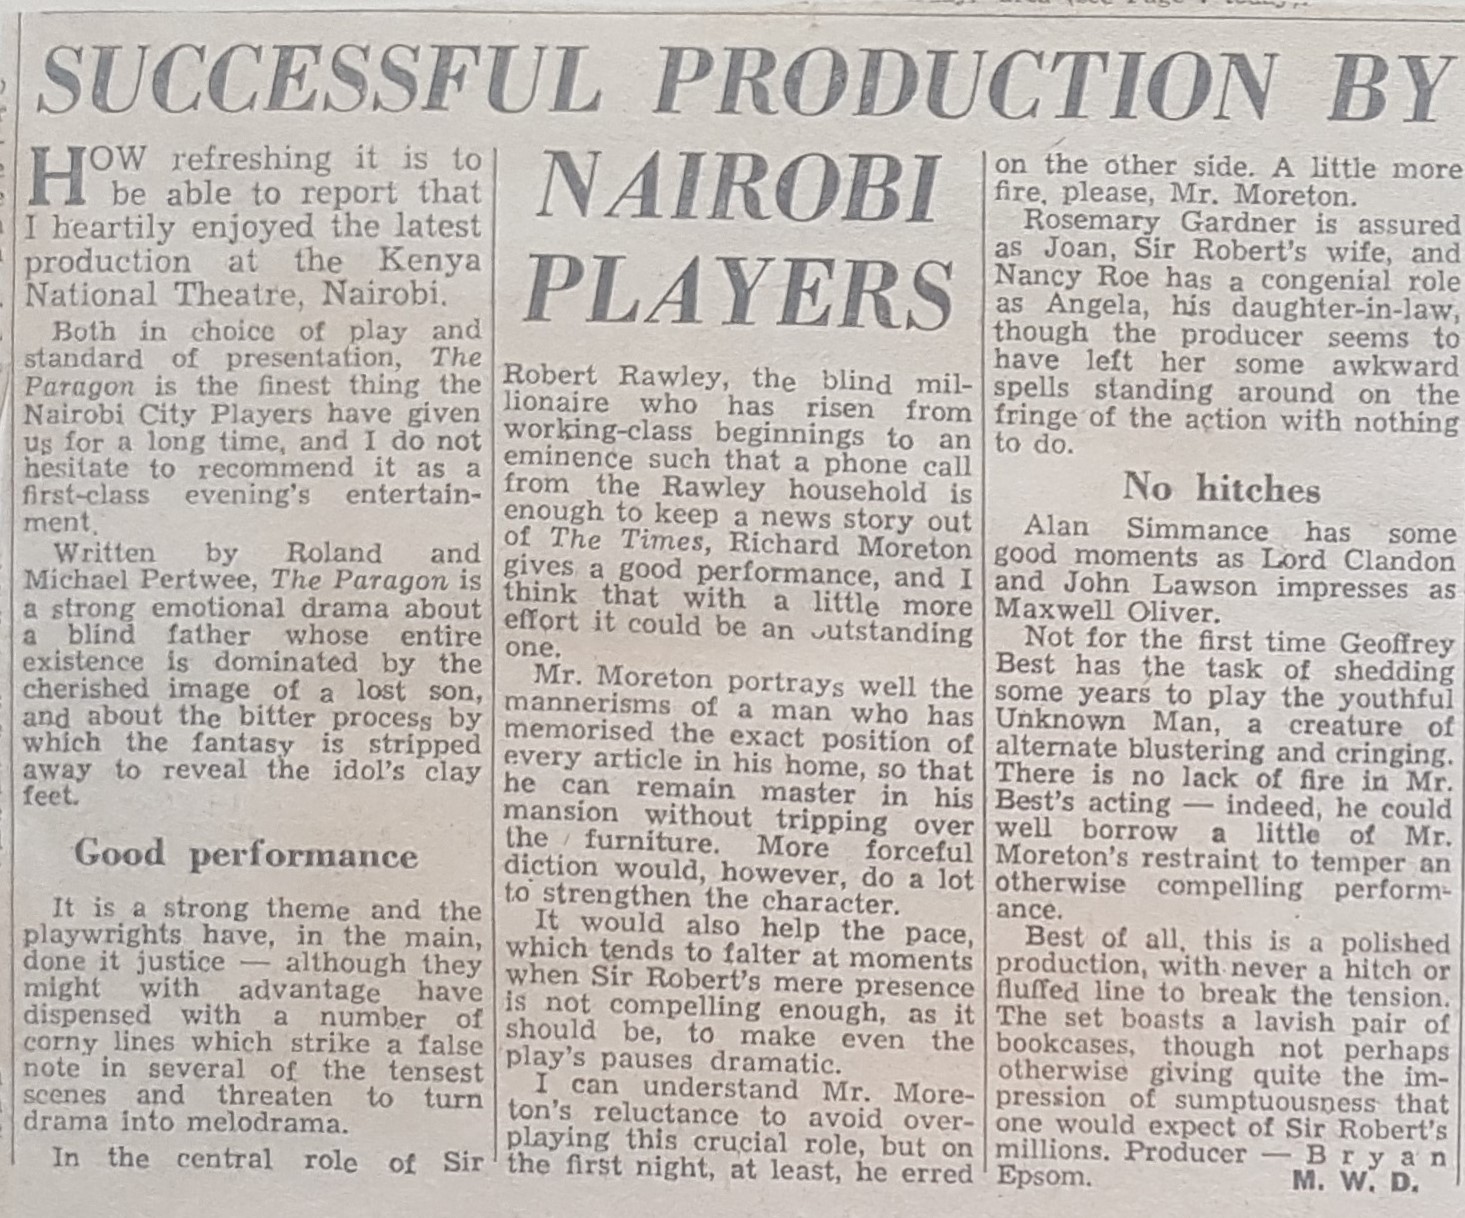 SUCCESSFUL PRODUCTION BY
NAIROBI
PLAYERS
HOW refreshing it is to
be able to report that
I heartily enjoyed the latest
production at the Kenya
National Theatre, Nairobi.
Both in choice of play and
standard of presentation, The
Paragon is the finest thing the
Nairobi City Players have given
us for a long time, and I do not
hesitate to recommend it as a
first-class evening's entertain-
ment.
Written by Roland and
Michael Pertwee, The Paragon is
a strong emotional drama about
a blind father whose entire
existence is dominated by the
cherished image of a lost son,
and about the bitter process by
which the fantasy is stripped
away to reveal the idol's clay
feet.
Good performance
It is a strong theme and the
playwrights have, in the main,
done it justice — although they
might with advantage have
dispensed with a number of
corny lines which strike a false
note in several of the tensest
scenes and threaten to turn
drama into melodrama.
In the central role of Sir
Robert Rawley, the blind mil-
lionaire who has risen from
working-class beginnings to an
eminence such that a phone call
from the Rawley household is
enough to keep a news story out
of The Times, Richard Moreton
gives a good performance, and I
think that with a little more
effort it could be an outstanding
one.
Mr. Moreton portrays well the
mannerisms of a man who has
memorised the exact position of
every article in his home, so that
he can remain master in his
mansion without tripping over
the furniture. More forceful
diction would, however, do a lot
to strengthen the character.
It would also help the pace,
which tends to falter at moments
when Sir Robert's mere presence
is not compelling enough, as it
should be, to make even the
play's pauses dramatic.
I can understand Mr. More-
ton's reluctance to avoid over-
playing this crucial role, but on
the first night, at least, he erred
on the other side. A little more
fire, please, Mr. Moreton.
Rosemary Gardner is assured
as Joan, Sir Robert's wife, and
Nancy Roe has a congenial role
as Angela, his daughter-in-law,
though the producer seems to
have left her some awkward
spells standing around on the
fringe of the action with nothing
to do.
No hitches
Alan Simmance has some
good moments as Lord Clandon
and John Lawson impresses as
Maxwell Oliver.
Not for the first time Geoffrey
Best has the task of shedding
some years to play the youthful
Unknown Man, a creature of
alternate blustering and cringing.
There is no lack of fire in Mr.
Best's acting — indeed, he could
well borrow a little of Mr.
Moreton's restraint to temper an
otherwise compelling perform-
ance.
Best of all, this is a polished
production, with never a hitch or
fluffed line to break the tension.
The set boasts a lavish pair of
bookcases, though not perhaps
otherwise giving quite the im-
pression of sumptuousness that
one would expect of Sir Robert's
millions. Producer — Bryan
Epsom. M. W. D.